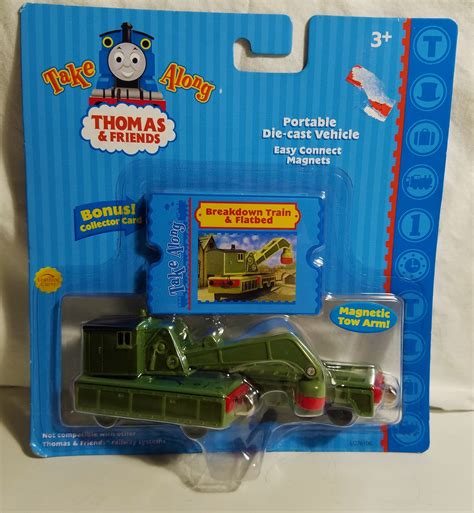 Take Along
THOMAS
& FRIENDS
3+
Portable
Die-cast Vehicle
Easy Connect
Magnets
Bonus!
Collector Card
Breakdown Train
& Flatbed
Take Along
Magnetic
Tow Arm!
Not compatible with other
Thomas & Friends railway systems
T
1